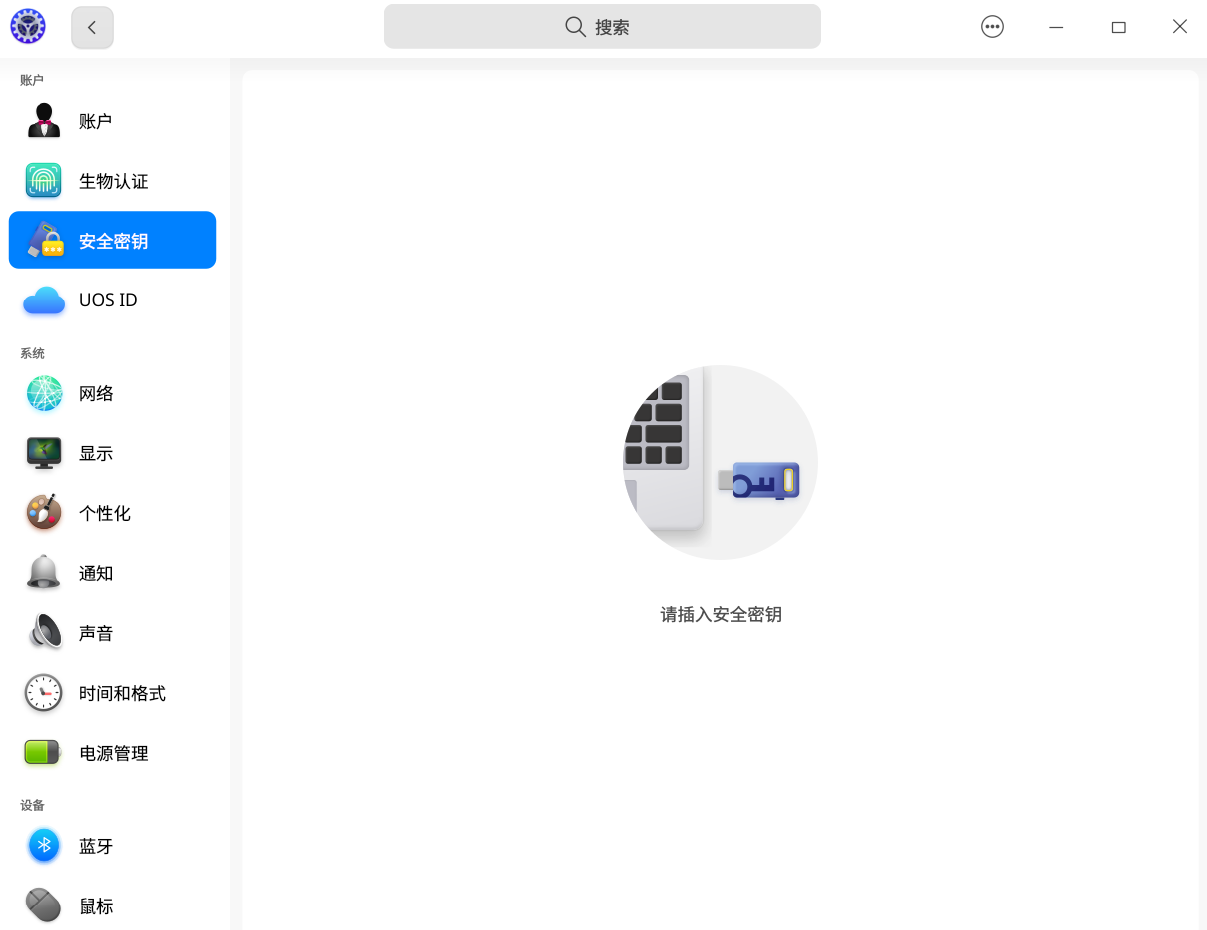 搜索
账户
账户
生物认证
安全密钥
UOS ID
系统
网络
显示
个性化
通知
声音
时间和格式
电源管理
设备
蓝牙
鼠标
请插入安全密钥